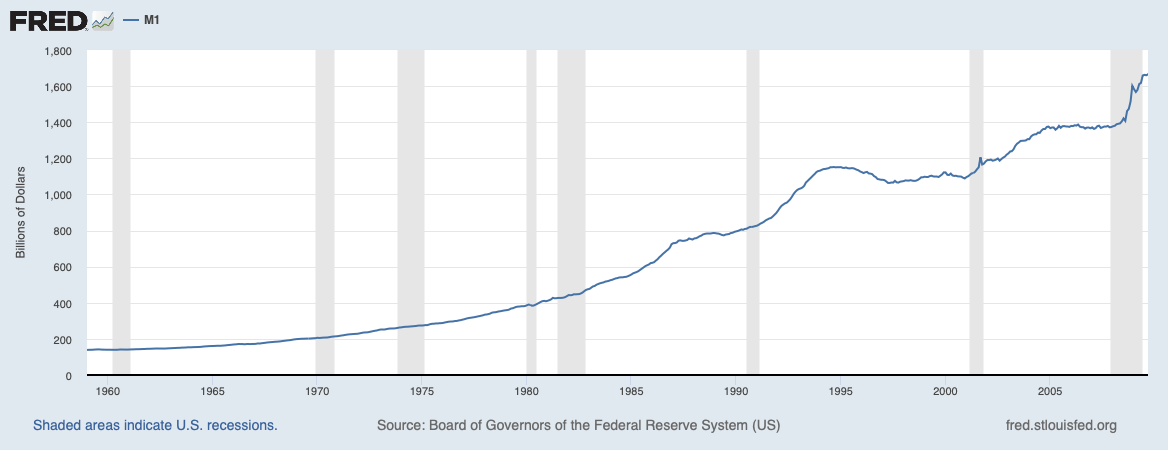 FRED
M1
1,800
1,600
1,400
1,200
1,000
800
600
400
200
0
Billions of Dollars
1960 1965 1970 1975 1980 1985 1990 1995 2000 2005
Shaded areas indicate U.S. recessions. Source: Board of Governors of the Federal Reserve System (US) fred.stlouisfed.org